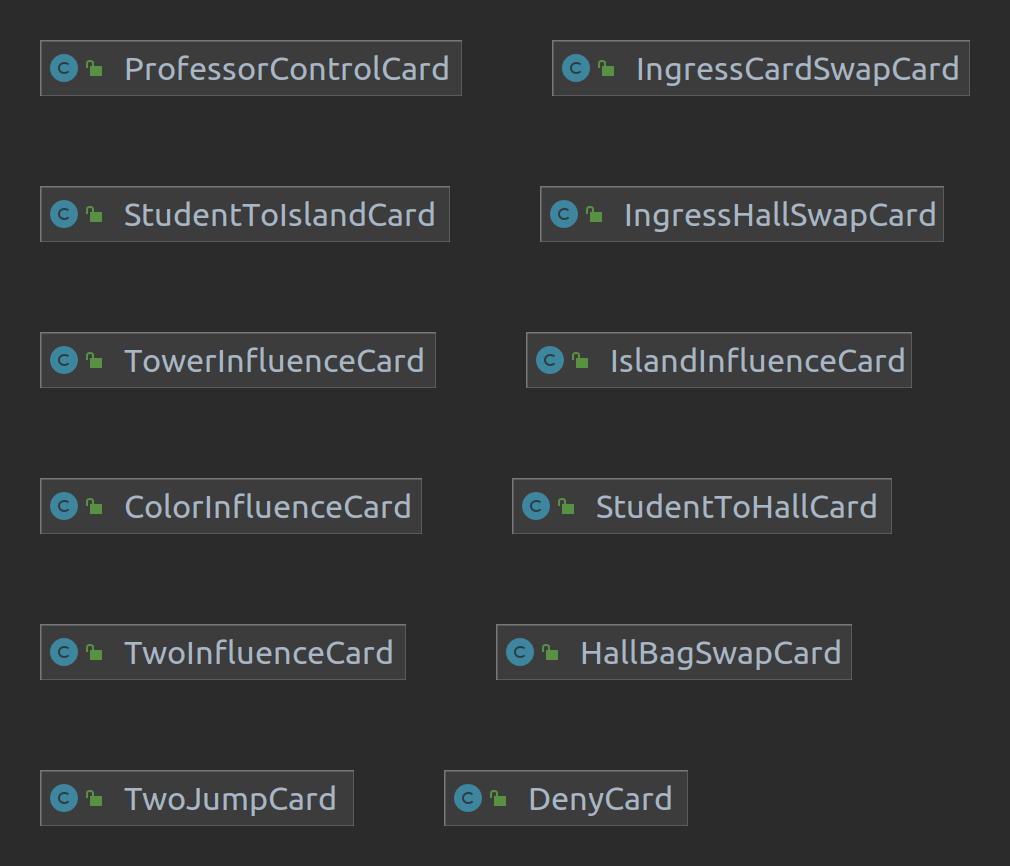 ProfessorControlCard IngressCardSwapCard
StudentToIslandCard IngressHallSwapCard
TowerInfluenceCard IslandInfluenceCard
ColorInfluenceCard StudentToHallCard
TwoInfluenceCard HallBagSwapCard
TwoJumpCard DenyCard